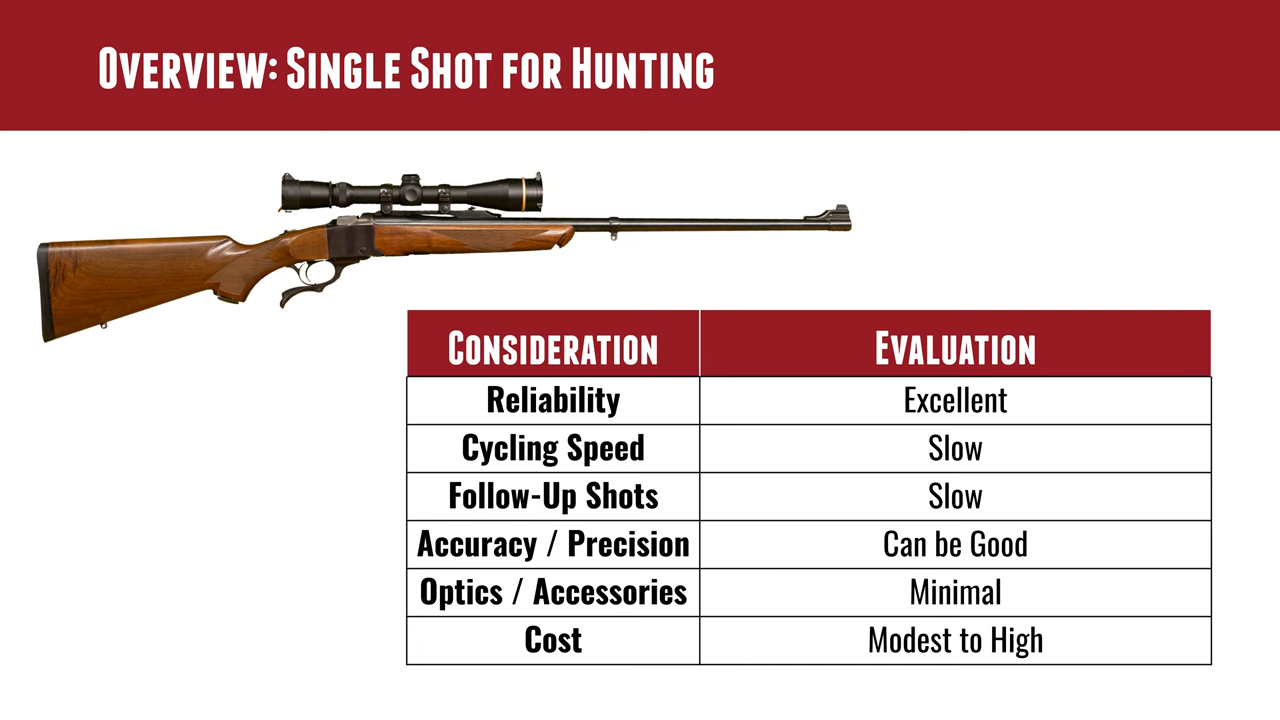 Overview: Single Shot for Hunting
Consideration Evaluation
Reliability Excellent
Cycling Speed Slow
Follow-Up Shots Slow
Accuracy / Precision Can be Good
Optics / Accessories Minimal
Cost Modest to High